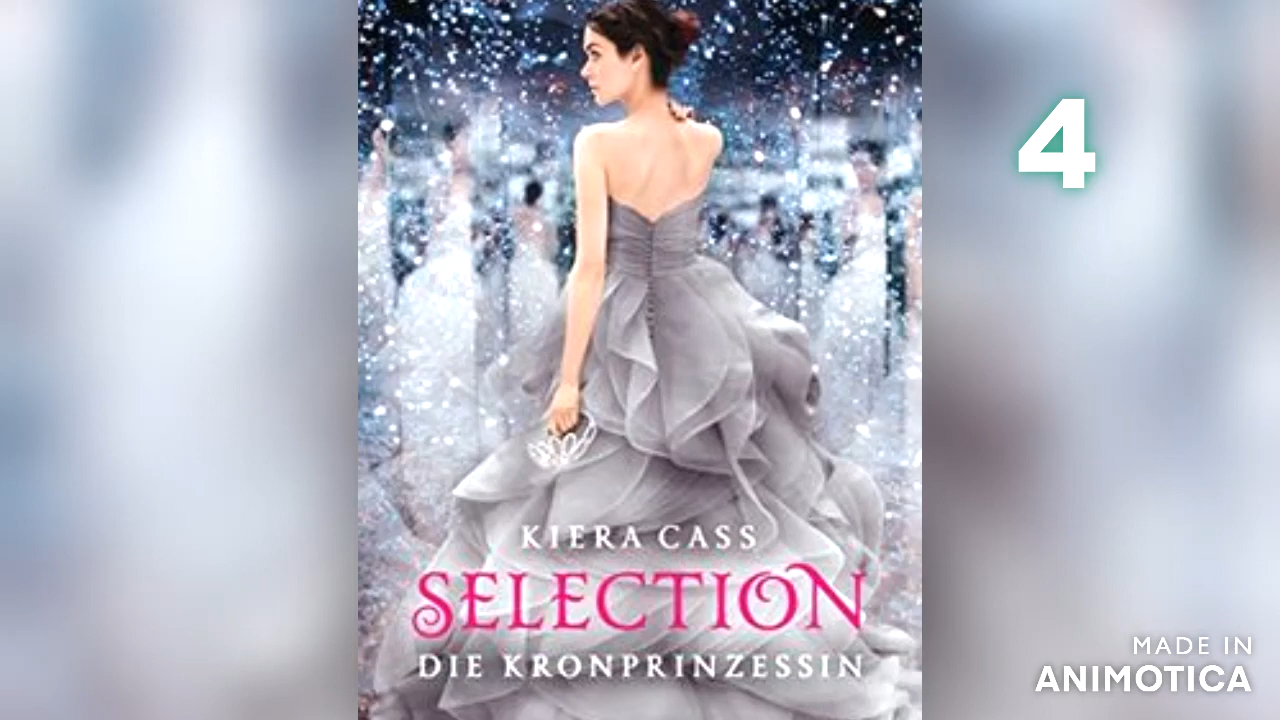 4
KIERA CASS
SELECTION
DIE KRONPRINZESSIN
MADE IN
ANIMOTICA